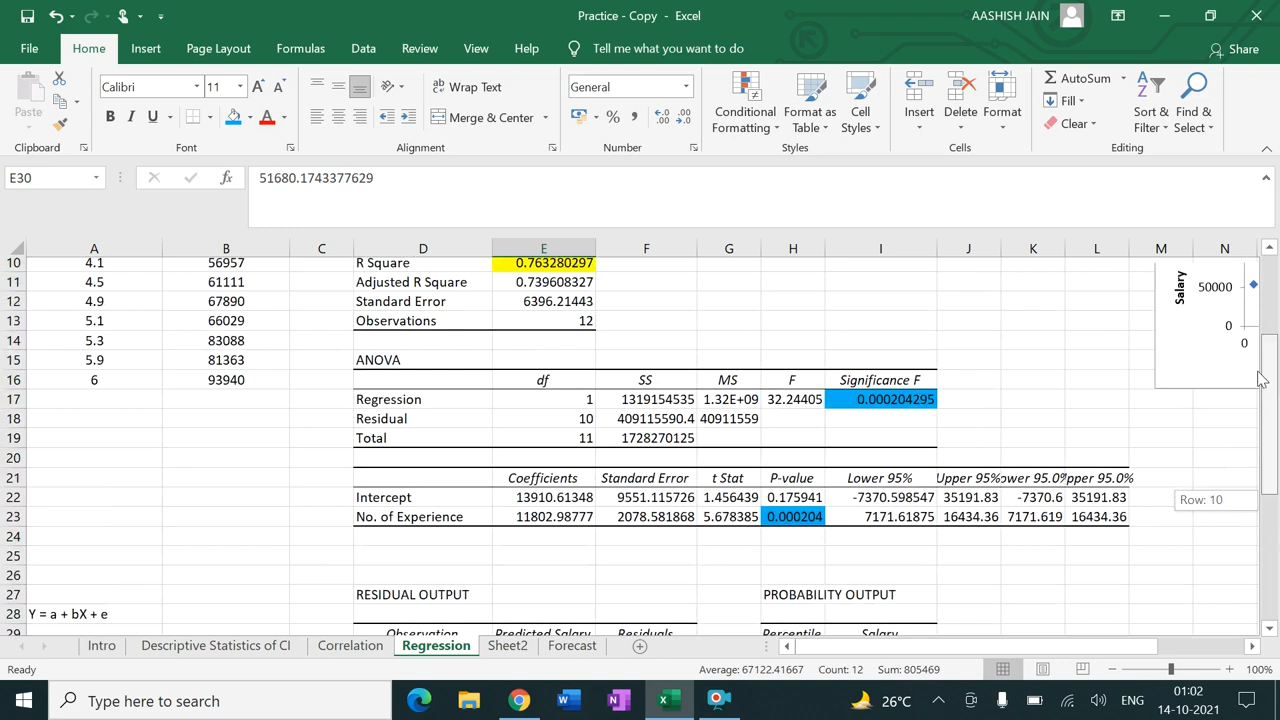 Practice - Copy - Excel
AASHISH JAIN
File Home Insert Page Layout Formulas Data Review View Help Tell me what you want to do Share
Paste
Calibri 11 A A
B I U A
Wrap Text
Merge & Center
General
% ,
Conditional Formatting
Format as Table
Cell Styles
Insert
Delete
Format
AutoSum
Fill
Clear
Sort & Filter
Find & Select
Clipboard Font Alignment Number Styles Cells Editing
E30 fx 51680.1743377629
A B C D E F G H I J K L M N
10 4.1 56957 R Square 0.763280297
11 4.9 61111 Adjusted R Square 0.739608327
12 4.9 67890 Standard Error 6396.21443
13 5.1 66029 Observations 12
14 5.3 83088
15 5.9 81363 ANOVA
16 6 93940 df SS MS F Significance F
17 Regression 1 1319154535 1.32E+09 32.24405 0.000204295
18 Residual 10 409115590.4 40911559
19 Total 11 1728270125
20
21 Coefficients Standard Error t Stat P-value Lower 95% Upper 95% ower 95.0% pper 95.0%
22 Intercept 13910.61348 9551.115726 1.456439 0.175941 -7370.598547 35191.83 -7370.6 35191.83
23 No. of Experience 11802.98777 2078.581868 5.678385 0.000204 7171.61875 16434.36 7171.619 16434.36
24
25
26
27 RESIDUAL OUTPUT PROBABILITY OUTPUT
28 Y = a + bX + e
29 Observation Predicted Salary Residuals Percentile Salary
Salary
50000
0
0
Row: 10
Intro Descriptive Statistics of CI Correlation Regression Sheet2 Forecast
Ready Average: 67122.41667 Count: 12 Sum: 805469 100%
Type here to search
26°C ENG
01:02
14-10-2021